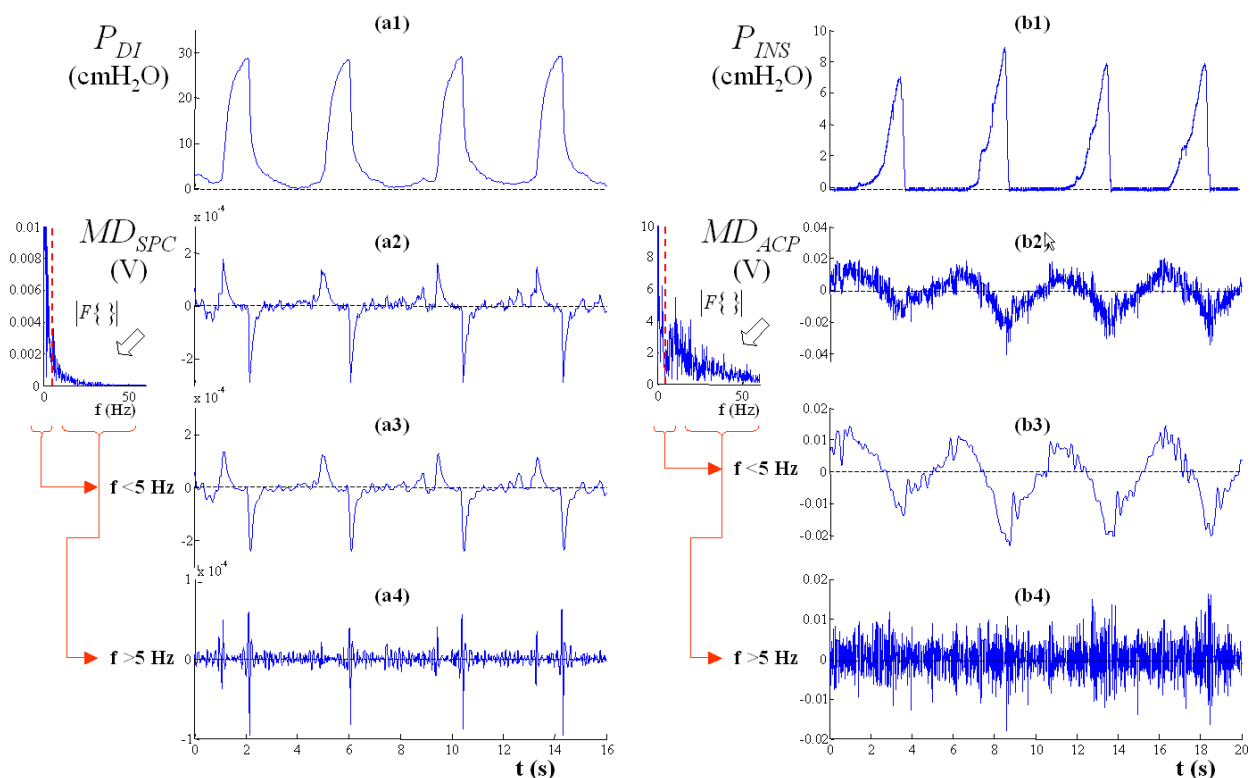 (a1)
P_DI
(cmH₂O)
30
20
10
0
(b1)
P_INS
(cmH₂O)
10
8
6
4
2
0
x 10⁻⁴
MD_SPC
(V)
(a2)
2
0
-2
0.01
0.008
0.006
0.004
0.002
0
|F{ }|
50
f (Hz)
MD_ACP
(V)
(b2)
0.04
0.02
0
-0.02
-0.04
10
8
6
4
2
0
|F{ }|
0
50
f (Hz)
x 10⁻⁴
(a3)
2
0
-2
f <5 Hz
(b3)
0.02
0.01
0
-0.01
-0.02
f <5 Hz
x 10⁻⁴
(a4)
1
0
-1
f >5 Hz
0 2 4 6 8 10 12 14 16
t (s)
(b4)
0.02
0.01
0
-0.01
-0.02
f >5 Hz
0 2 4 6 8 10 12 14 16 18 20
t (s)